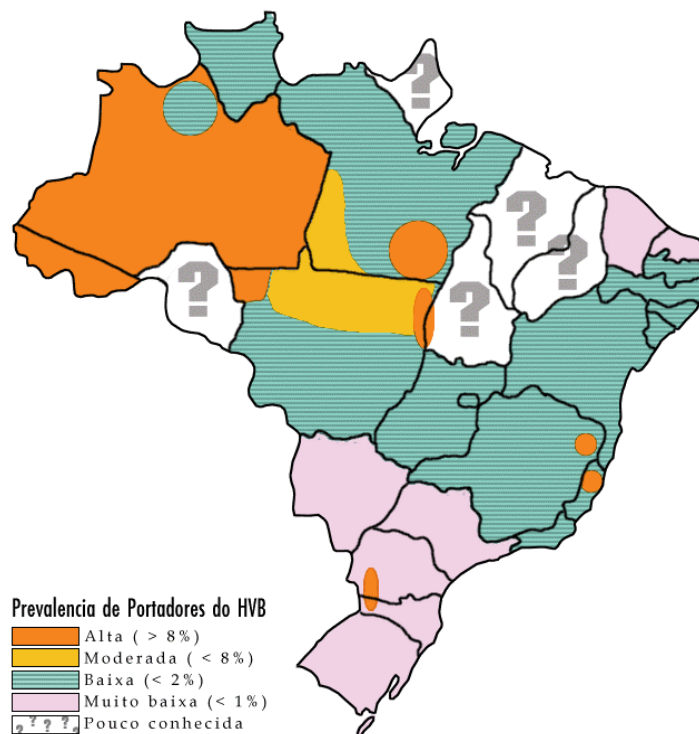 ?
?
?
?
?
Prevalencia de Portadores do HVB
Alta ( > 8%)
Moderada ( < 8%)
Baixa (< 2%)
Muito baixa (< 1%)
? ? ? ? Pouco conhecida